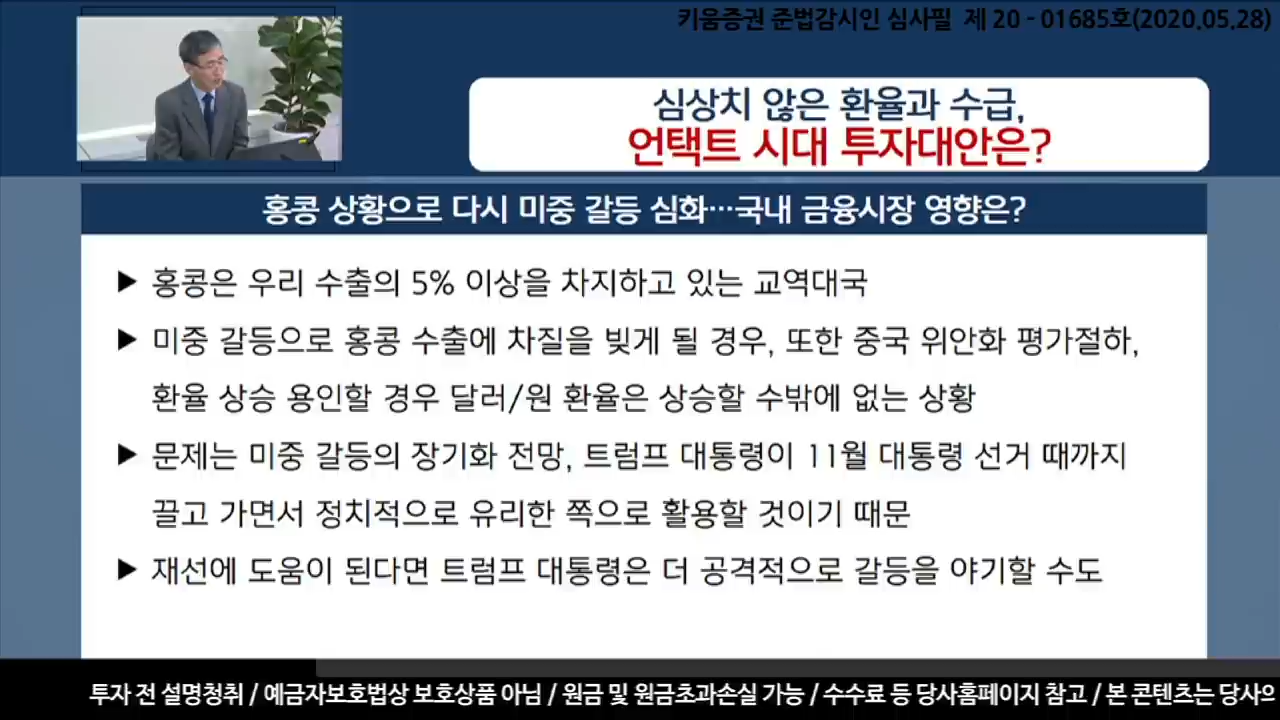 키움증권 준법감시인 심사필 제 20 - 01685호(2020.05.28)
심상치 않은 환율과 수급,
언택트 시대 투자대안은?
홍콩 상황으로 다시 미중 갈등 심화…국내 금융시장 영향은?
▶ 홍콩은 우리 수출의 5% 이상을 차지하고 있는 교역대국
▶ 미중 갈등으로 홍콩 수출에 차질을 빚게 될 경우, 또한 중국 위안화 평가절하,
환율 상승 용인할 경우 달러/원 환율은 상승할 수밖에 없는 상황
▶ 문제는 미중 갈등의 장기화 전망, 트럼프 대통령이 11월 대통령 선거 때까지
끌고 가면서 정치적으로 유리한 쪽으로 활용할 것이기 때문
▶ 재선에 도움이 된다면 트럼프 대통령은 더 공격적으로 갈등을 야기할 수도
투자 전 설명청취 / 예금자보호법상 보호상품 아님 / 원금 및 원금초과손실 가능 / 수수료 등 당사홈페이지 참고 / 본 콘텐츠는 당사의